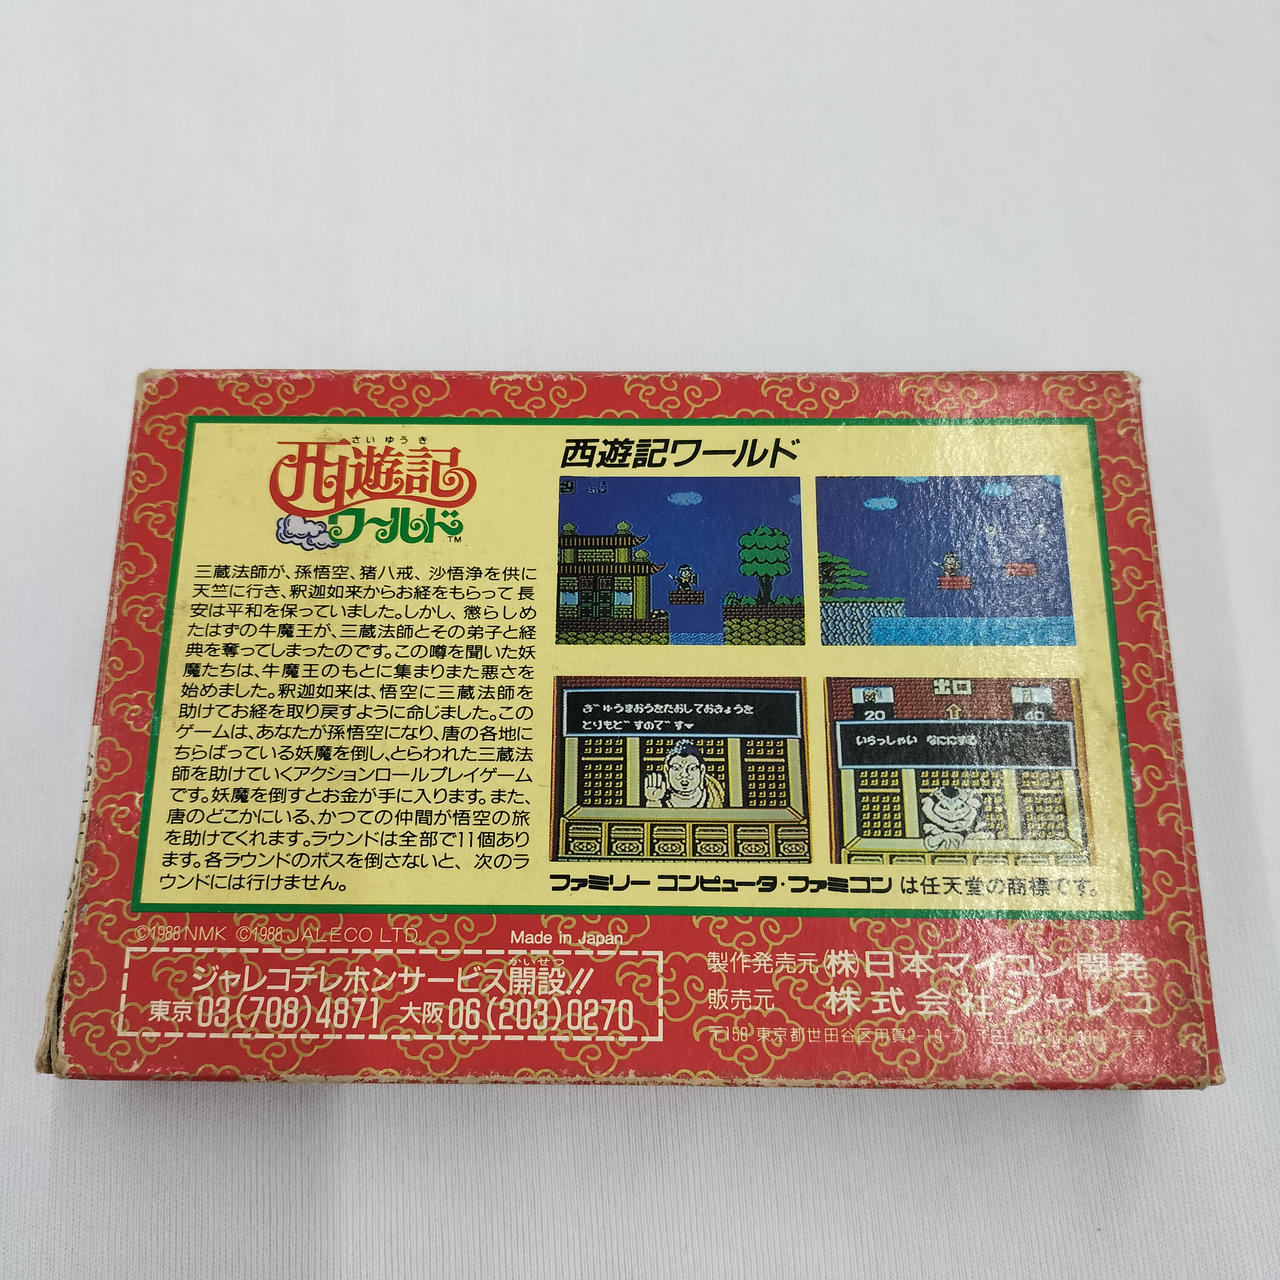 さいゆうき
西遊記
ワールド™
三蔵法師が、孫悟空、猪八戒、沙悟浄を供に
天竺に行き、釈迦如来からお経をもらって長
安は平和を保っていました。しかし、懲らしめ
たはずの牛魔王が、三蔵法師とその弟子と経
典を奪ってしまったのです。この噂を聞いた妖
魔たちは、牛魔王のもとに集まりまた悪さを
始めました。釈迦如来は、悟空に三蔵法師を
助けてお経を取り戻すように命じました。この
ゲームは、あなたが孫悟空になり、唐の各地に
ちらばっている妖魔を倒し、とらわれた三蔵法
師を助けていくアクションロールプレイゲーム
です。妖魔を倒すとお金が手に入ります。また、
唐のどこかにいる、かつての仲間が悟空の旅
を助けてくれます。ラウンドは全部で11個あり
ます。各ラウンドのボスを倒さないと、次のラ
ウンドには行けません。
西遊記ワールド
ぎゅうまおうをたおしておきょうを
とりもどすのです▼
出口
20
40
いらっしゃい なににする
ファミリー コンピュータ・ファミコン は任天堂の商標です。
©1988 NMK ©1988 JALECO LTD.
Made in Japan
かいせつ
ジャレコテレホンサービス開設!!
東京 03(708)4871 大阪 06(203)0270
製作発売元 (株)日本マイコン開発
販売元 株式会社ジャレコ
〒158 東京都世田谷区用賀2-19-7